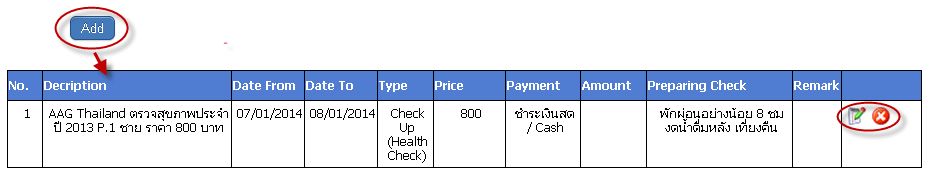 Add
No. Decription Date From Date To Type Price Payment Amount Preparing Check Remark
1 AAG Thailand ตรวจสุขภาพประจำ 07/01/2014 08/01/2014 Check 800 ชำระเงินสด พักผ่อนอย่างน้อย 8 ชม
ปี 2013 P.1 ชาย ราคา 800 บาท Up / Cash งดน้ำดื่มหลัง เที่ยงคืน
(Health
Check)